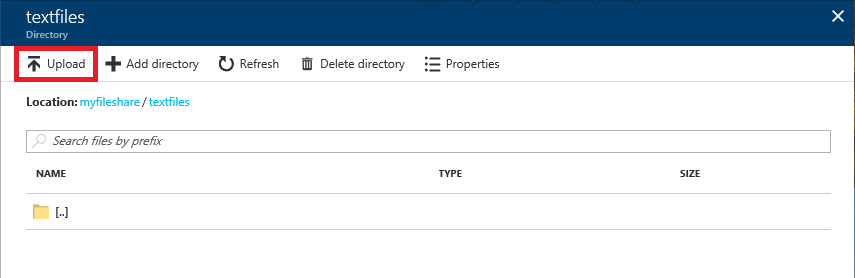 textfiles
Directory
Upload Add directory Refresh Delete directory Properties
Location: myfileshare / textfiles
Search files by prefix
NAME TYPE SIZE
[..]